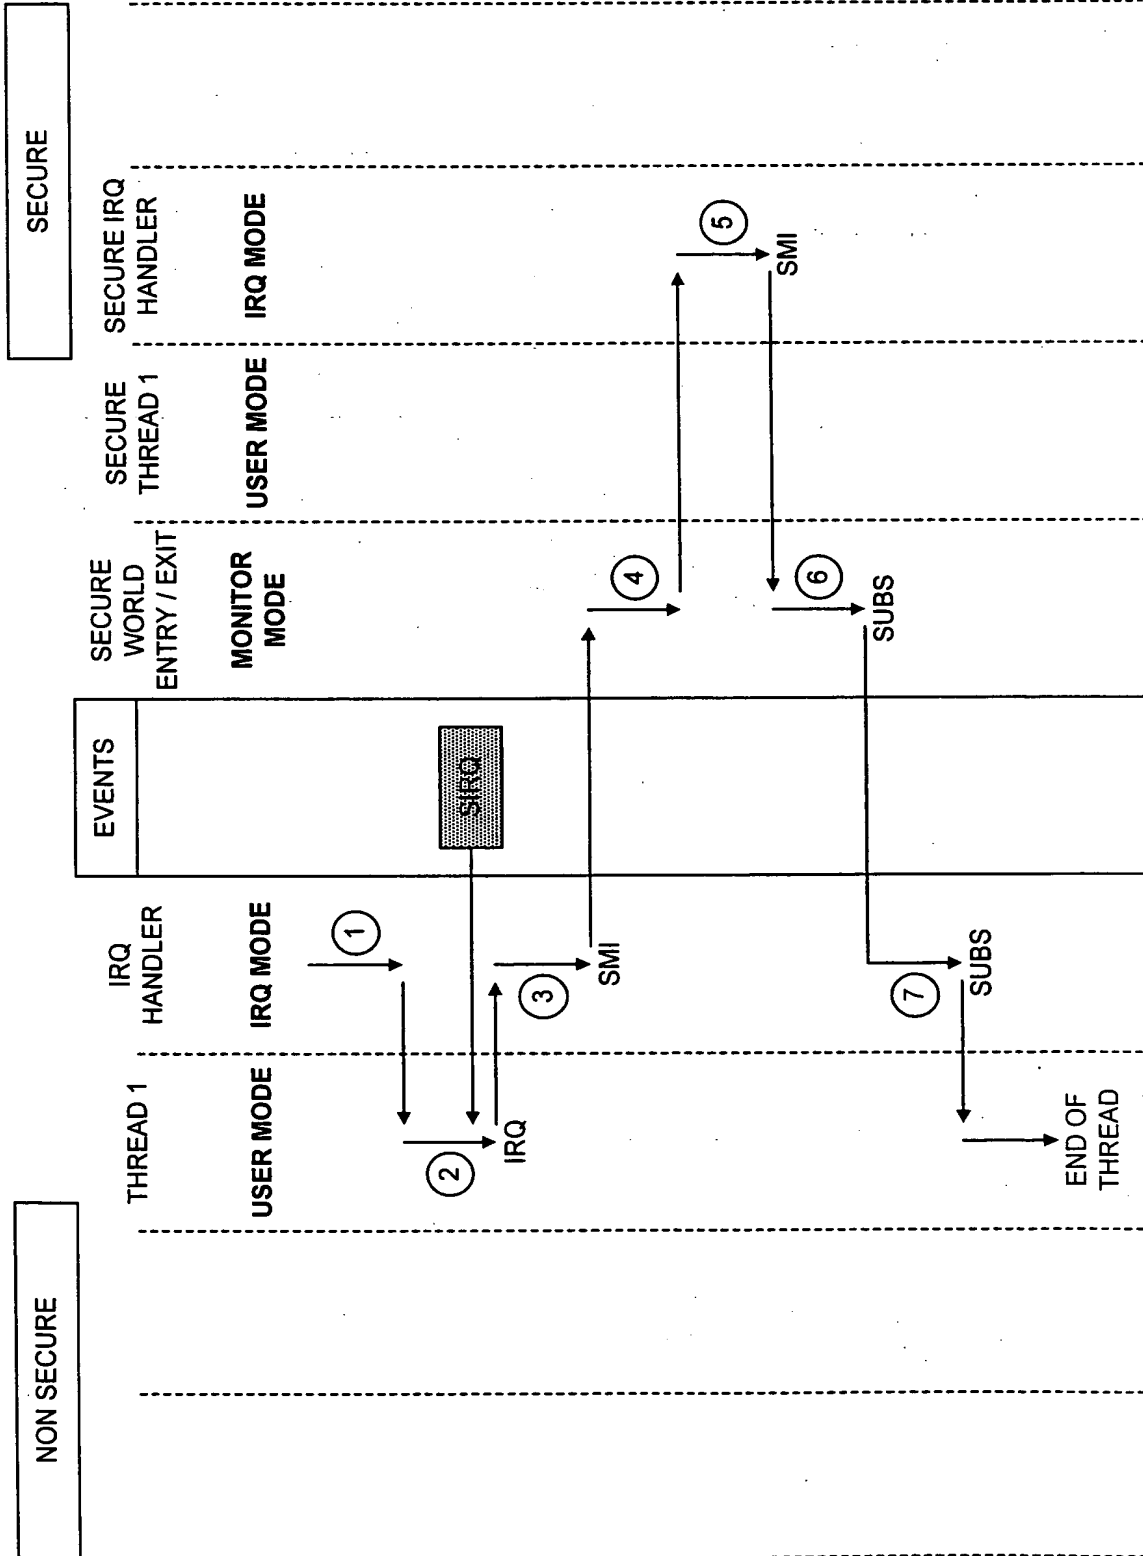 NON SECURE
SECURE
THREAD 1
USER MODE
IRQ
HANDLER
IRQ MODE
EVENTS
SECURE
WORLD
ENTRY / EXIT
MONITOR
MODE
SECURE
THREAD 1
USER MODE
SECURE IRQ
HANDLER
IRQ MODE
1
2
SIRQ
IRQ
3
SMI
4
5
SMI
6
SUBS
7
SUBS
END OF
THREAD